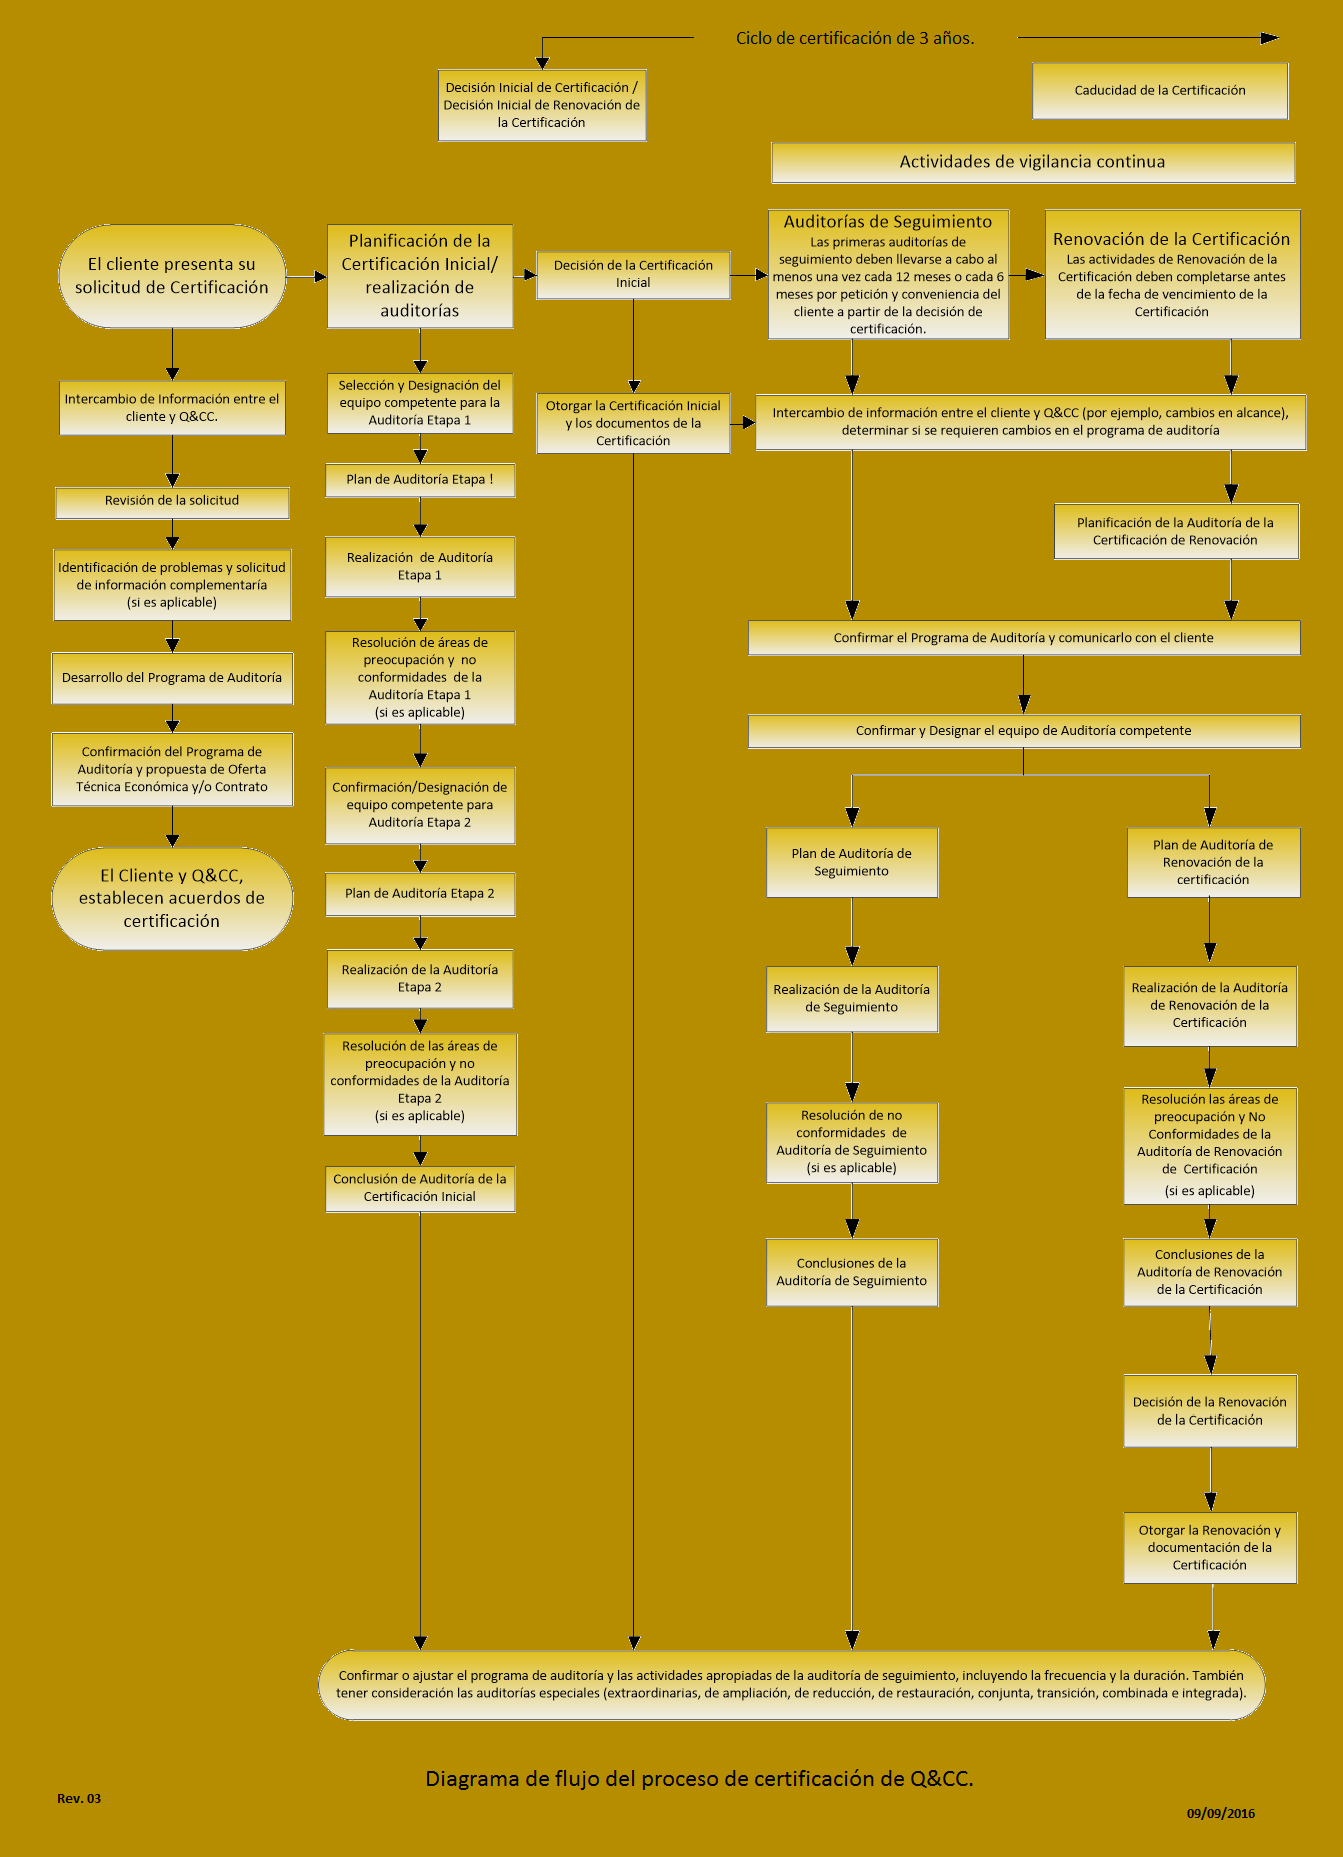 Ciclo de certificación de 3 años.
Decisión Inicial de Certificación /
Decisión Inicial de Renovación de
la Certificación
Caducidad de la Certificación
Actividades de vigilancia continua
El cliente presenta su
solicitud de Certificación
Intercambio de Información entre el
cliente y Q&CC.
Revisión de la solicitud
Identificación de problemas y solicitud
de información complementaría
(si es aplicable)
Desarrollo del Programa de Auditoría
Confirmación del Programa de
Auditoría y propuesta de Oferta
Técnica Económica y/o Contrato
El Cliente y Q&CC,
establecen acuerdos de
certificación
Planificación de la
Certificación Inicial/
realización de
auditorías
Selección y Designación del
equipo competente para la
Auditoría Etapa 1
Plan de Auditoría Etapa !
Realización de Auditoría
Etapa 1
Resolución de áreas de
preocupación y no
conformidades de la
Auditoría Etapa 1
(si es aplicable)
Confirmación/Designación de
equipo competente para
Auditoría Etapa 2
Plan de Auditoría Etapa 2
Realización de la Auditoría
Etapa 2
Resolución de las áreas de
preocupación y no
conformidades de la Auditoría
Etapa 2
(si es aplicable)
Conclusión de Auditoría de la
Certificación Inicial
Decisión de la Certificación
Inicial
Otorgar la Certificación Inicial
y los documentos de la
Certificación
Auditorías de Seguimiento
Las primeras auditorías de
seguimiento deben llevarse a cabo al
menos una vez cada 12 meses o cada 6
meses por petición y conveniencia del
cliente a partir de la decisión de
certificación.
Renovación de la Certificación
Las actividades de Renovación de la
Certificación deben completarse antes
de la fecha de vencimiento de la
Certificación
Intercambio de información entre el cliente y Q&CC (por ejemplo, cambios en alcance),
determinar si se requieren cambios en el programa de auditoría
Planificación de la Auditoría de la
Certificación de Renovación
Confirmar el Programa de Auditoría y comunicarlo con el cliente
Confirmar y Designar el equipo de Auditoría competente
Plan de Auditoría de
Seguimiento
Realización de la Auditoría
de Seguimiento
Resolución de no
conformidades de
Auditoría de Seguimiento
(si es aplicable)
Conclusiones de la
Auditoría de Seguimiento
Plan de Auditoría de
Renovación de la
certificación
Realización de la Auditoría
de Renovación de la
Certificación
Resolución las áreas de
preocupación y No
Conformidades de la
Auditoría de Renovación
de Certificación
(si es aplicable)
Conclusiones de la
Auditoría de Renovación
de la Certificación
Decisión de la Renovación
de la Certificación
Otorgar la Renovación y
documentación de la
Certificación
Confirmar o ajustar el programa de auditoría y las actividades apropiadas de la auditoría de seguimiento, incluyendo la frecuencia y la duración. También
tener consideración las auditorías especiales (extraordinarias, de ampliación, de reducción, de restauración, conjunta, transición, combinada e integrada).
Diagrama de flujo del proceso de certificación de Q&CC.
Rev. 03
09/09/2016